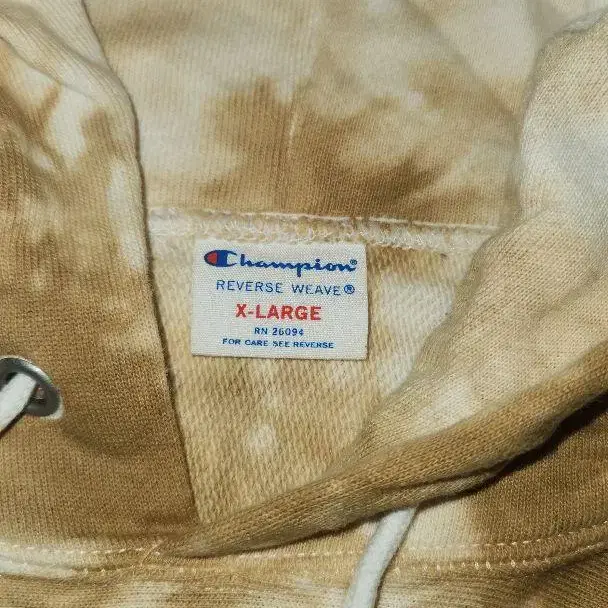 Champion®
REVERSE WEAVE®
X-LARGE
RN 26094
FOR CARE SEE REVERSE